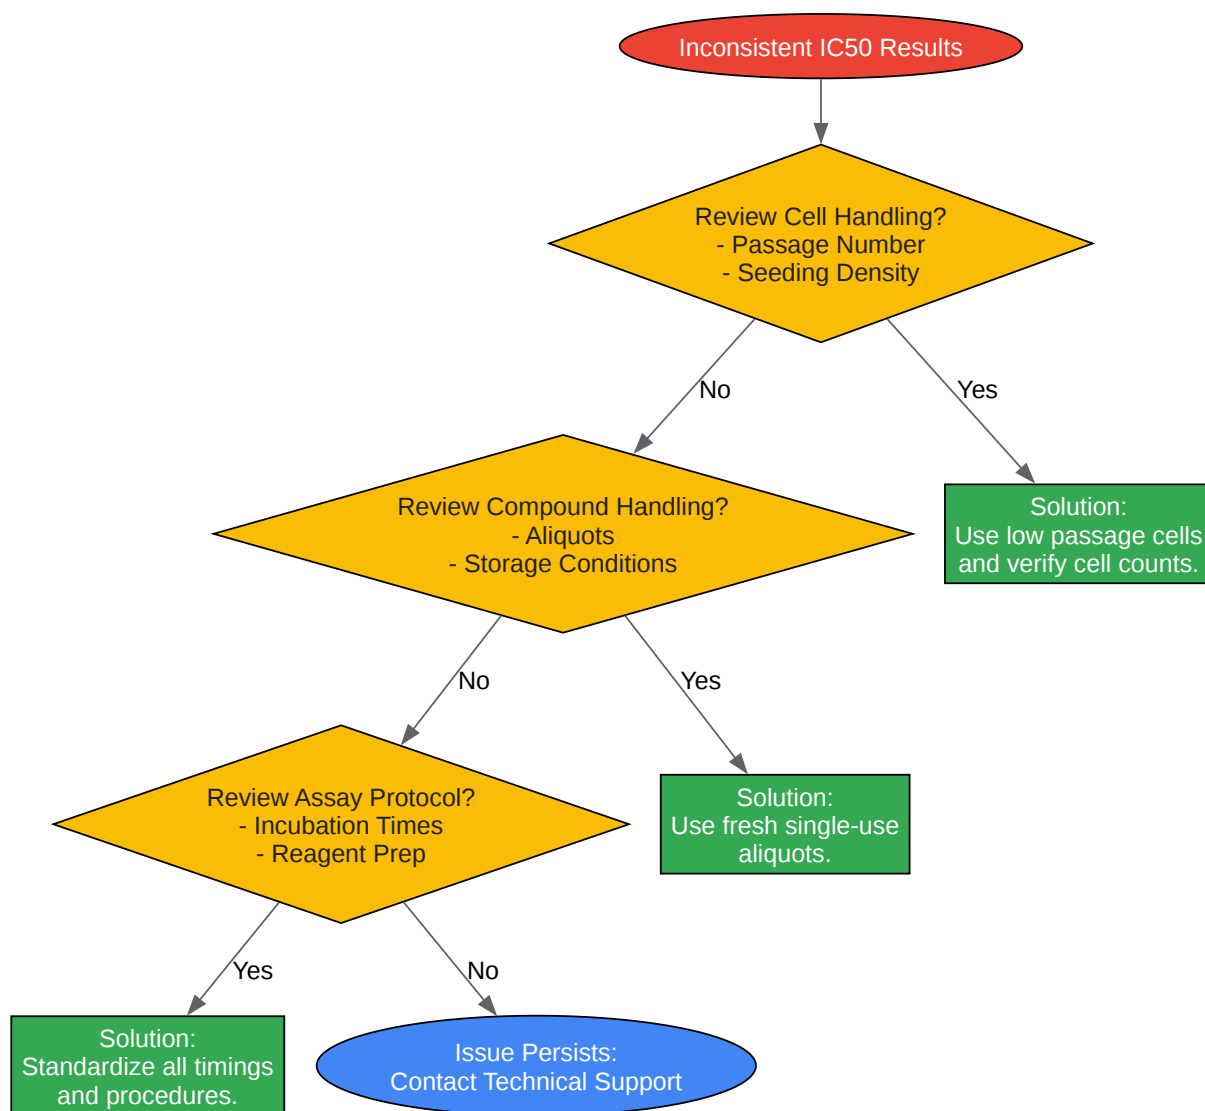 Inconsistent IC50 Results
Review Cell Handling?
- Passage Number
- Seeding Density
No
Yes
Review Compound Handling?
- Aliquots
- Storage Conditions
Solution:
Use low passage cells
and verify cell counts.
No
Yes
Review Assay Protocol?
- Incubation Times
- Reagent Prep
Solution:
Use fresh single-use
aliquots.
Yes
No
Solution:
Standardize all timings
and procedures.
Issue Persists:
Contact Technical Support